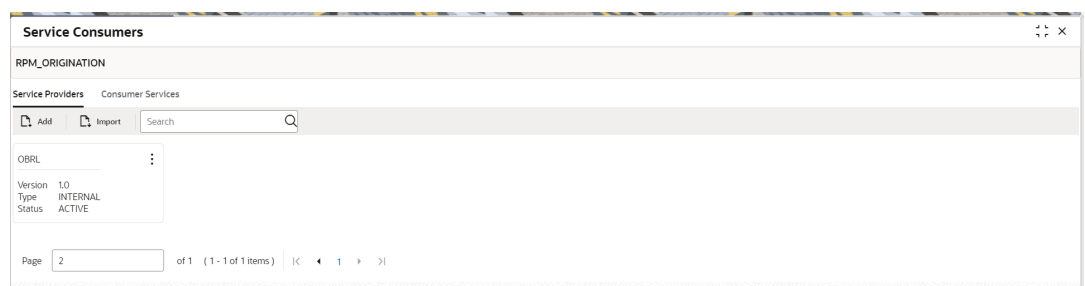 Service Consumers
RPM_ORIGINATION
Service Providers Consumer Services
Add Import Search
OBRL
Version 1.0
Type INTERNAL
Status ACTIVE
Page 2 of 1 ( 1 - 1 of 1 items ) 1